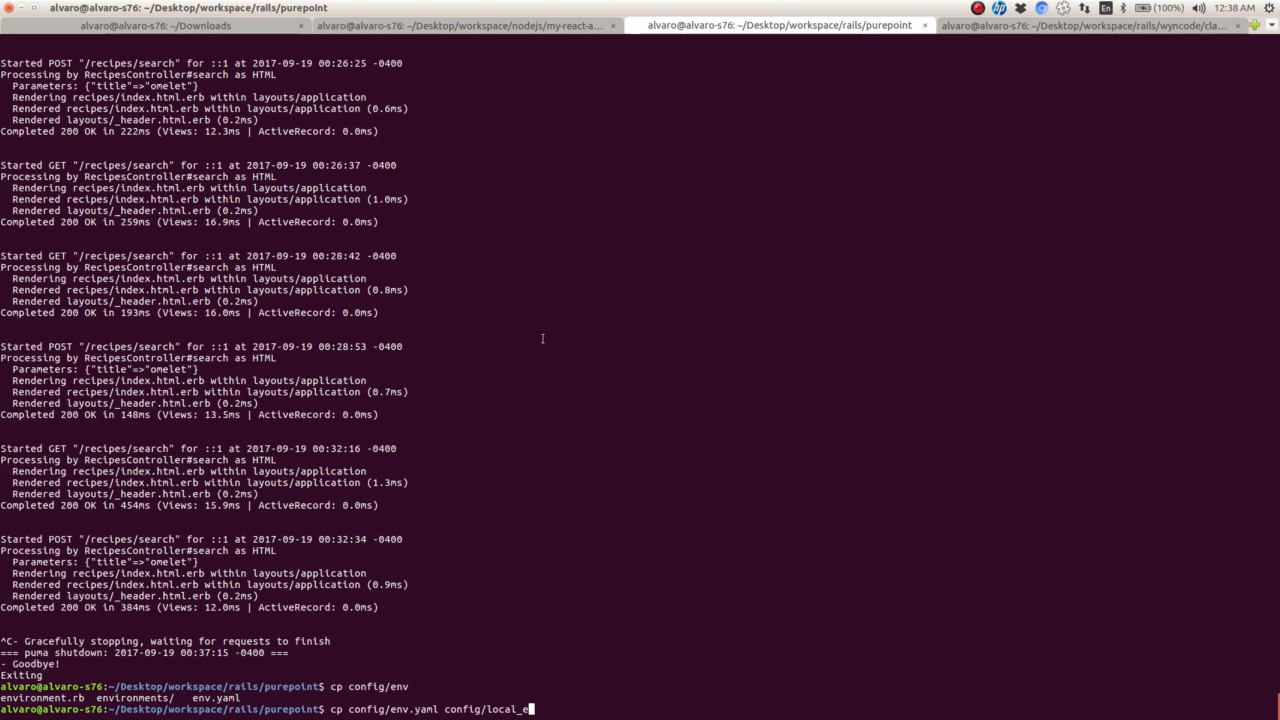 alvaro@alvaro-s76: ~/Desktop/workspace/rails/purepoint
En
(100%)
12:38 AM
alvaro@alvaro-s76: ~/Downloads
alvaro@alvaro-s76: ~/Desktop/workspace/nodejs/my-react-a...
alvaro@alvaro-s76: ~/Desktop/workspace/rails/purepoint
alvaro@alvaro-s76: ~/Desktop/workspace/rails/wyncode/cla...
Started POST "/recipes/search" for ::1 at 2017-09-19 00:26:25 -0400
Processing by RecipesController#search as HTML
  Parameters: {"title"=>"omelet"}
  Rendering recipes/index.html.erb within layouts/application
  Rendered recipes/index.html.erb within layouts/application (0.6ms)
  Rendered layouts/_header.html.erb (0.2ms)
Completed 200 OK in 222ms (Views: 12.3ms | ActiveRecord: 0.0ms)
Started GET "/recipes/search" for ::1 at 2017-09-19 00:26:37 -0400
Processing by RecipesController#search as HTML
  Rendering recipes/index.html.erb within layouts/application
  Rendered recipes/index.html.erb within layouts/application (1.0ms)
  Rendered layouts/_header.html.erb (0.2ms)
Completed 200 OK in 259ms (Views: 16.9ms | ActiveRecord: 0.0ms)
Started GET "/recipes/search" for ::1 at 2017-09-19 00:28:42 -0400
Processing by RecipesController#search as HTML
  Rendering recipes/index.html.erb within layouts/application
  Rendered recipes/index.html.erb within layouts/application (0.8ms)
  Rendered layouts/_header.html.erb (0.2ms)
Completed 200 OK in 193ms (Views: 16.0ms | ActiveRecord: 0.0ms)
Started POST "/recipes/search" for ::1 at 2017-09-19 00:28:53 -0400
Processing by RecipesController#search as HTML
  Parameters: {"title"=>"omelet"}
  Rendering recipes/index.html.erb within layouts/application
  Rendered recipes/index.html.erb within layouts/application (0.7ms)
  Rendered layouts/_header.html.erb (0.2ms)
Completed 200 OK in 148ms (Views: 13.5ms | ActiveRecord: 0.0ms)
Started GET "/recipes/search" for ::1 at 2017-09-19 00:32:16 -0400
Processing by RecipesController#search as HTML
  Rendering recipes/index.html.erb within layouts/application
  Rendered recipes/index.html.erb within layouts/application (1.3ms)
  Rendered layouts/_header.html.erb (0.2ms)
Completed 200 OK in 454ms (Views: 15.9ms | ActiveRecord: 0.0ms)
Started POST "/recipes/search" for ::1 at 2017-09-19 00:32:34 -0400
Processing by RecipesController#search as HTML
  Parameters: {"title"=>"omelet"}
  Rendering recipes/index.html.erb within layouts/application
  Rendered recipes/index.html.erb within layouts/application (0.9ms)
  Rendered layouts/_header.html.erb (0.2ms)
Completed 200 OK in 384ms (Views: 12.0ms | ActiveRecord: 0.0ms)
^C- Gracefully stopping, waiting for requests to finish
=== puma shutdown: 2017-09-19 00:37:15 -0400 ===
- Goodbye!
Exiting
alvaro@alvaro-s76:~/Desktop/workspace/rails/purepoint$ cp config/env
environment.rb  environments/   env.yaml
alvaro@alvaro-s76:~/Desktop/workspace/rails/purepoint$ cp config/env.yaml config/local_e